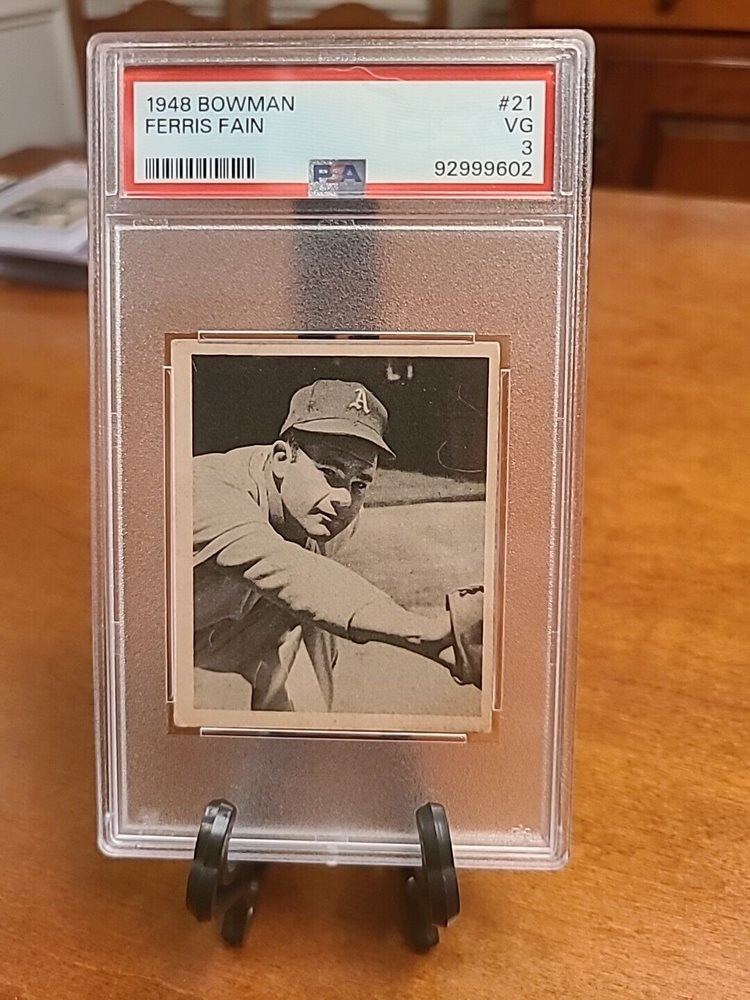 1948 BOWMAN #21
FERRIS FAIN VG
3
92999602
PSA
A